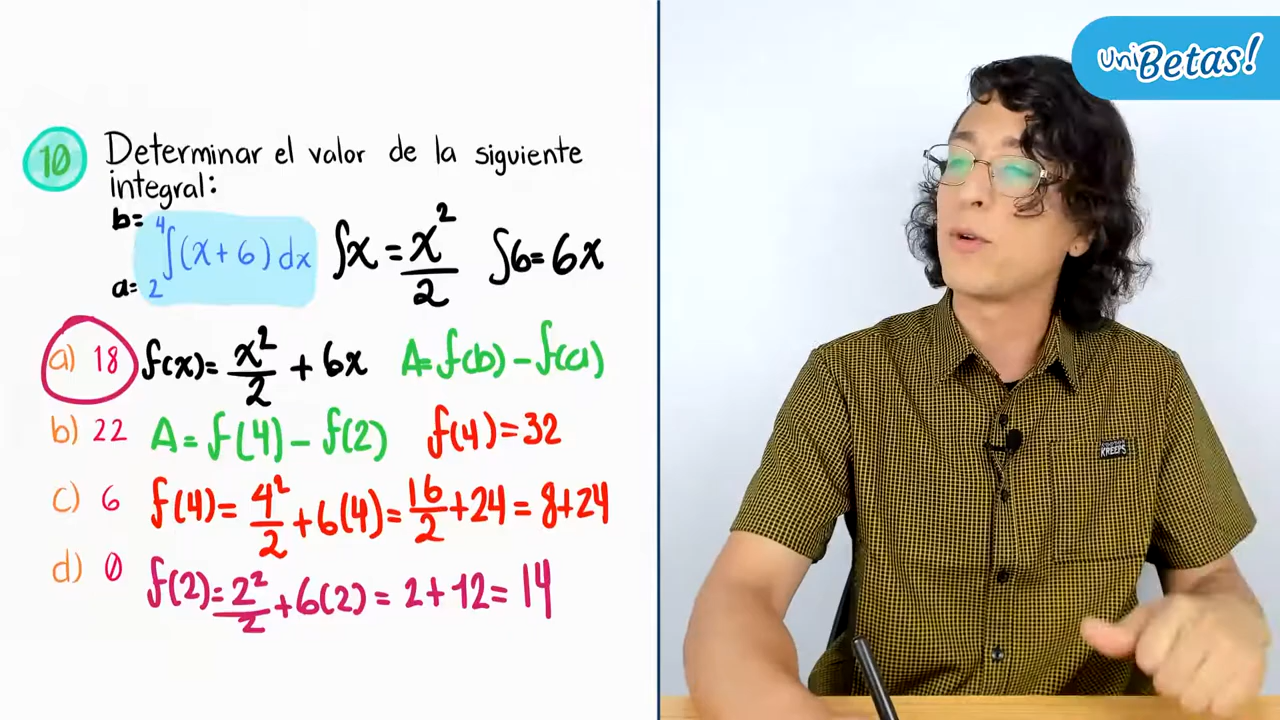 10 Determinar el valor de la siguiente
integral:
b= 4
∫(x+6)dx ∫x = x²/2 ∫6= 6x
a= 2
a) 18 f(x)= x²/2 + 6x A=f(b) - f(a)
b) 22 A= f(4) - f(2) f(4)=32
c) 6 f(4)= 4²/2 + 6(4) = 16/2 + 24 = 8+24
d) 0 f(2)= 2²/2 + 6(2) = 2+12= 14
Uni Betas!
KREEPS